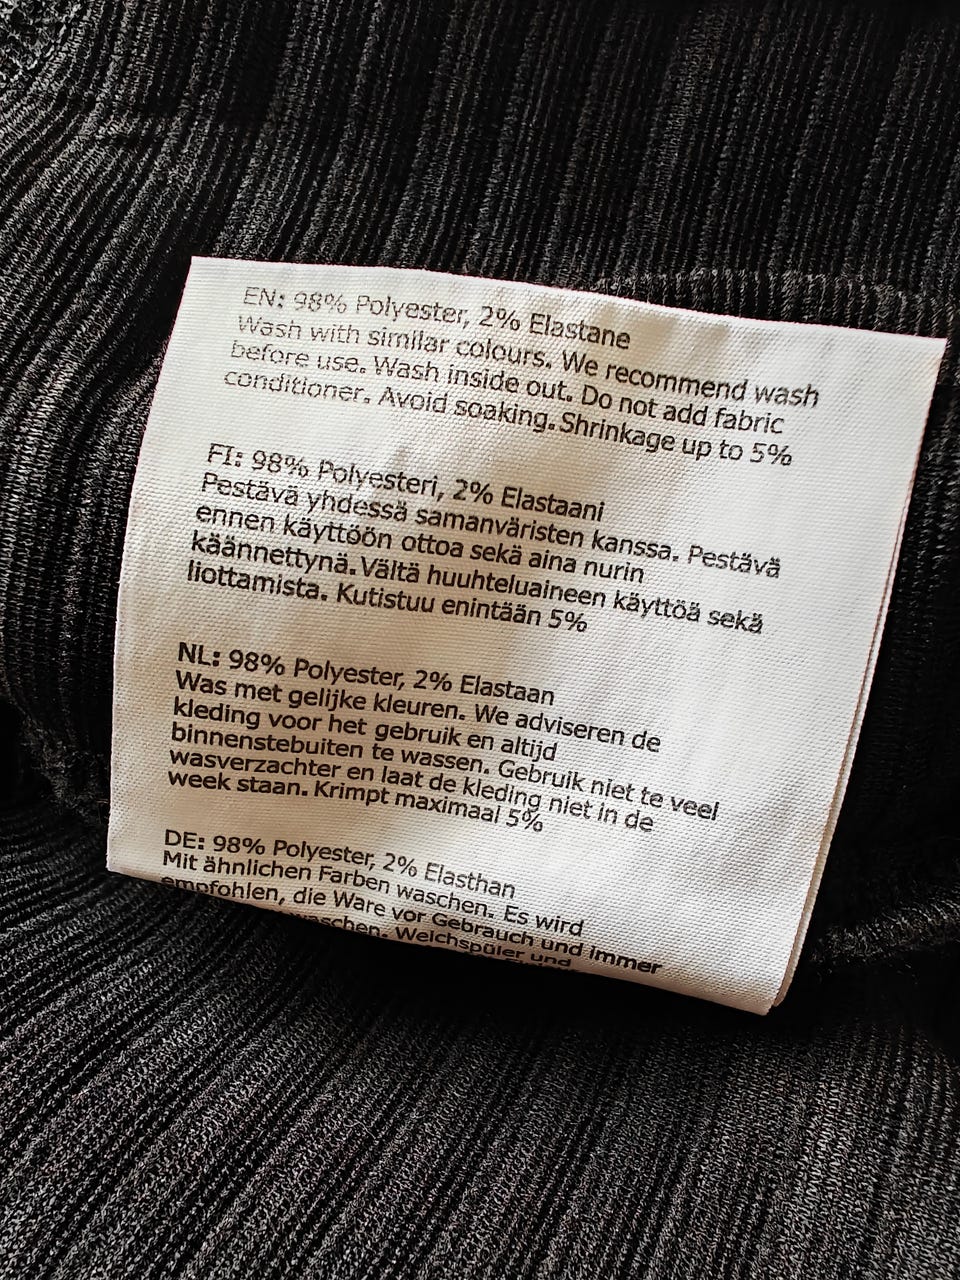 EN: 98% Polyester, 2% Elastane
Wash with similar colours. We recommend wash
before use. Wash inside out. Do not add fabric
conditioner. Avoid soaking. Shrinkage up to 5%
FI: 98% Polyesteri, 2% Elastaani
Pestävä yhdessä samanväristen kanssa. Pestävä
ennen käyttöön ottoa sekä aina nurin
käännettynä. Vältä huuhteluaineen käyttöä sekä
liottamista. Kutistuu enintään 5%
NL: 98% Polyester, 2% Elastaan
Was met gelijke kleuren. We adviseren de
kleding voor het gebruik en altijd
binnenstebuiten te wassen. Gebruik niet te veel
wasverzachter en laat de kleding niet in de
week staan. Krimpt maximaal 5%
DE: 98% Polyester, 2% Elasthan
Mit ähnlichen Farben waschen. Es wird
empfohlen, die Ware vor Gebrauch und immer
waschen. Weichspüler und